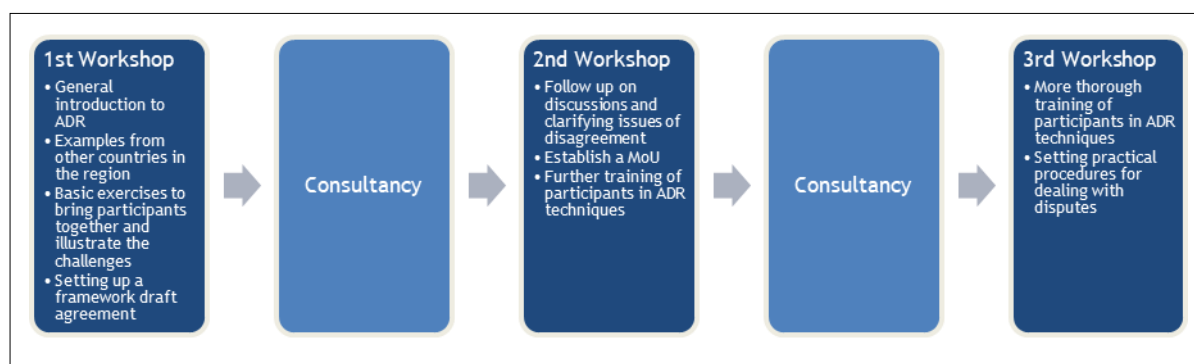 1st Workshop
• General
introduction to
ADR
• Examples from
other countries in
the region
• Basic exercises to
bring participants
together and
illustrate the
challenges
• Setting up a
framework draft
agreement
Consultancy
2nd Workshop
• Follow up on
discussions and
clarifying issues of
disagreement
• Establish a MoU
• Further training of
participants in ADR
techniques
Consultancy
3rd Workshop
• More thorough
training of
participants in ADR
techniques
• Setting practical
procedures for
dealing with
disputes